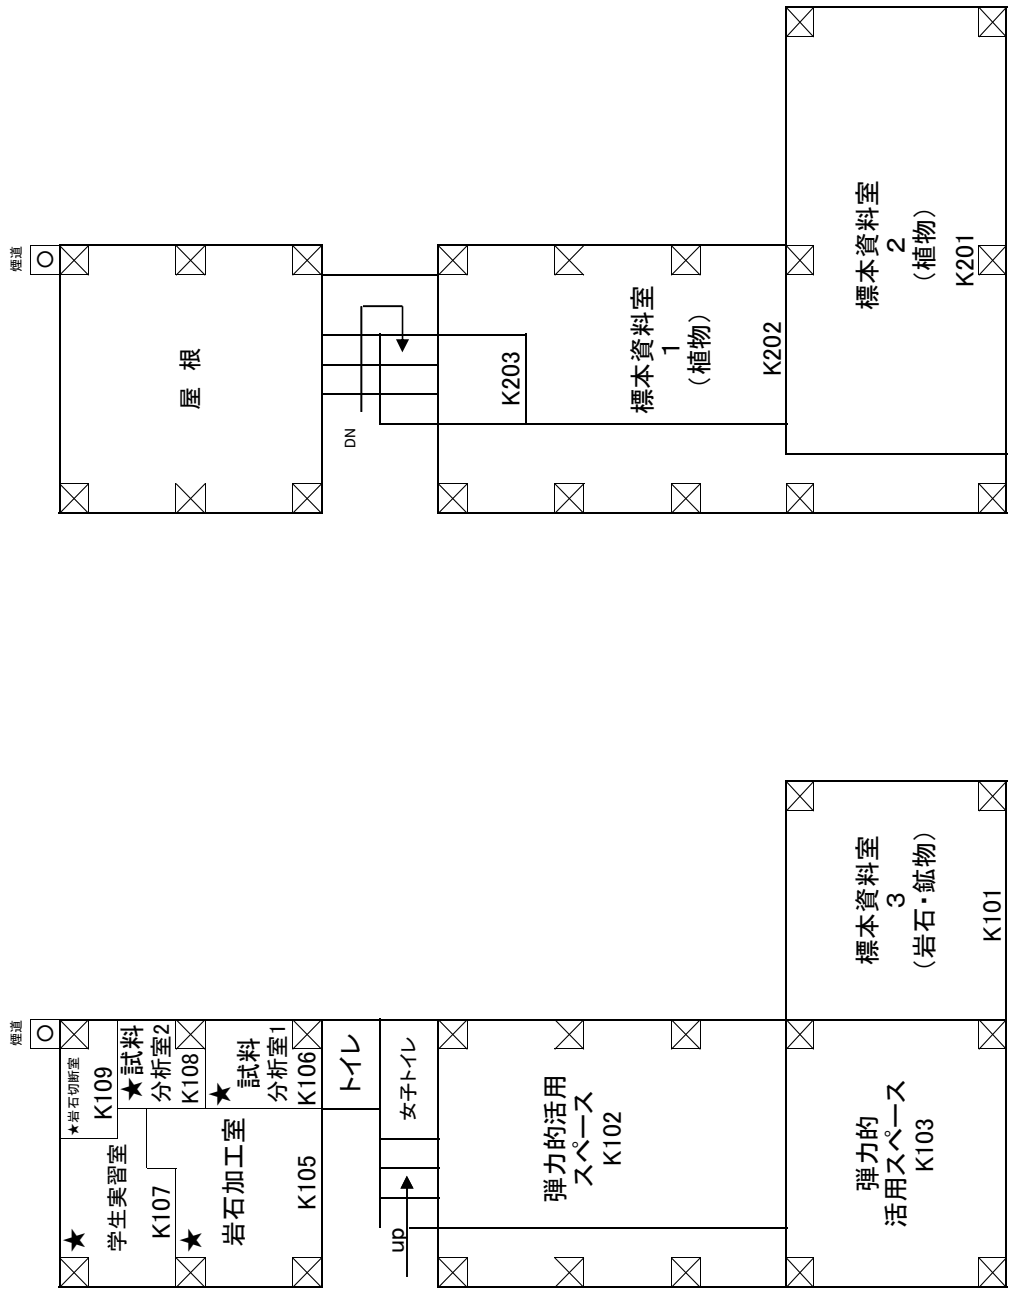 煙道
屋 根
DN
K203
標本資料室
1
(植物)
K202
標本資料室
2
(植物)
K201
煙道
★岩石切断室
K109
★試料
分析室2
K108
★
試料
分析室1
K106
★
学生実習室
K107
★
岩石加工室
K105
トイレ
女子トイレ
up
弾力的活用
スペース
K102
弾力的
活用スペース
K103
標本資料室
3
(岩石・鉱物)
K101